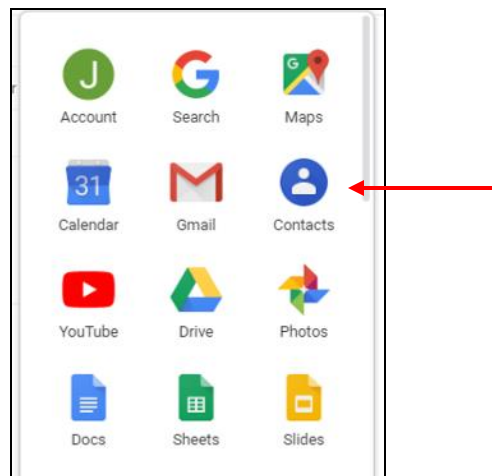 r
J
G
G
Account Search Maps
31
Calendar Gmail Contacts
YouTube Drive Photos
Docs Sheets Slides